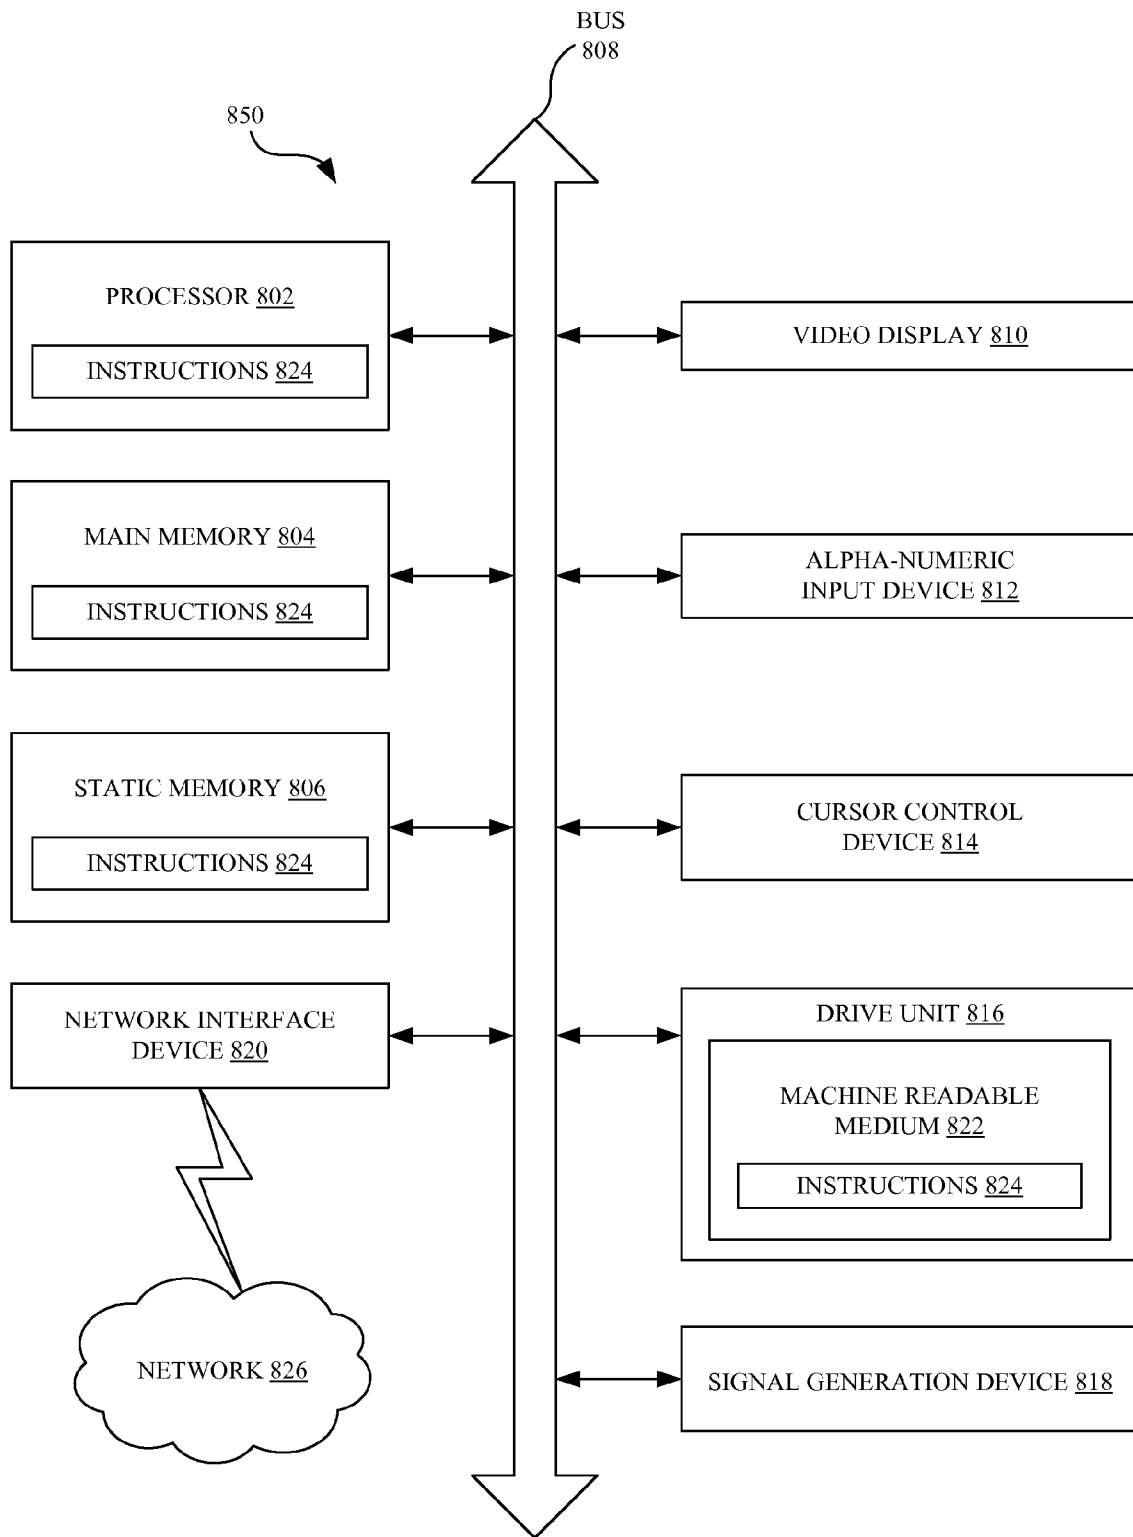 BUS
808
850
PROCESSOR 802
INSTRUCTIONS 824
MAIN MEMORY 804
INSTRUCTIONS 824
STATIC MEMORY 806
INSTRUCTIONS 824
NETWORK INTERFACE
DEVICE 820
NETWORK 826
VIDEO DISPLAY 810
ALPHA-NUMERIC
INPUT DEVICE 812
CURSOR CONTROL
DEVICE 814
DRIVE UNIT 816
MACHINE READABLE
MEDIUM 822
INSTRUCTIONS 824
SIGNAL GENERATION DEVICE 818